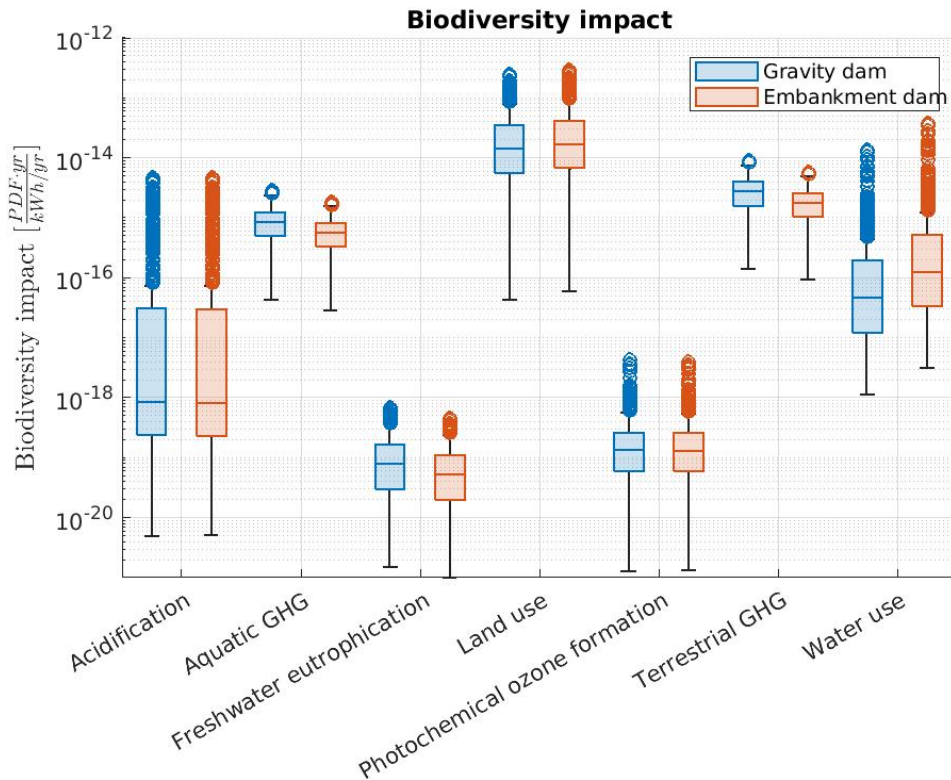 Biodiversity impact
Gravity dam
Embankment dam
Biodiversity impact [PDF·yr/kWh/yr]
10^-12
10^-14
10^-16
10^-18
10^-20
Acidification
Aquatic GHG
Freshwater eutrophication
Land use
Photochemical ozone formation
Terrestrial GHG
Water use